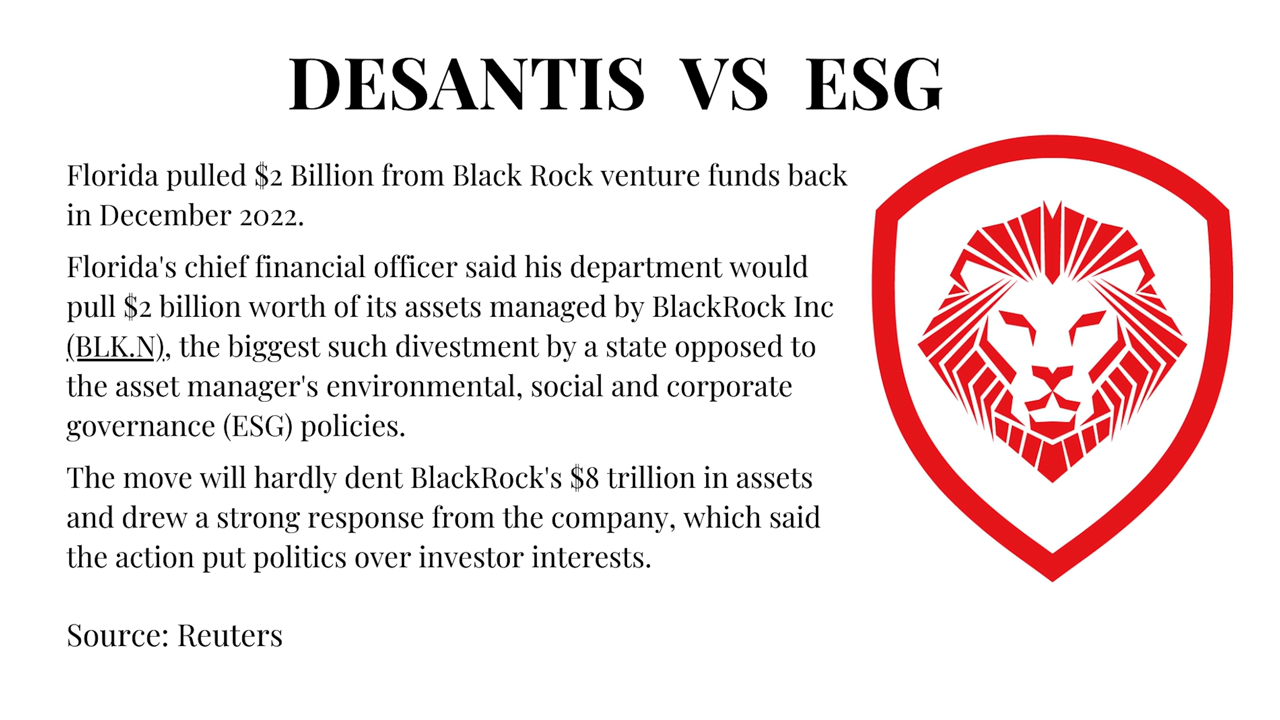 DESANTIS VS ESG
Florida pulled $2 Billion from Black Rock venture funds back
in December 2022.
Florida's chief financial officer said his department would
pull $2 billion worth of its assets managed by BlackRock Inc
(BLK.N), the biggest such divestment by a state opposed to
the asset manager's environmental, social and corporate
governance (ESG) policies.
The move will hardly dent BlackRock's $8 trillion in assets
and drew a strong response from the company, which said
the action put politics over investor interests.
Source: Reuters